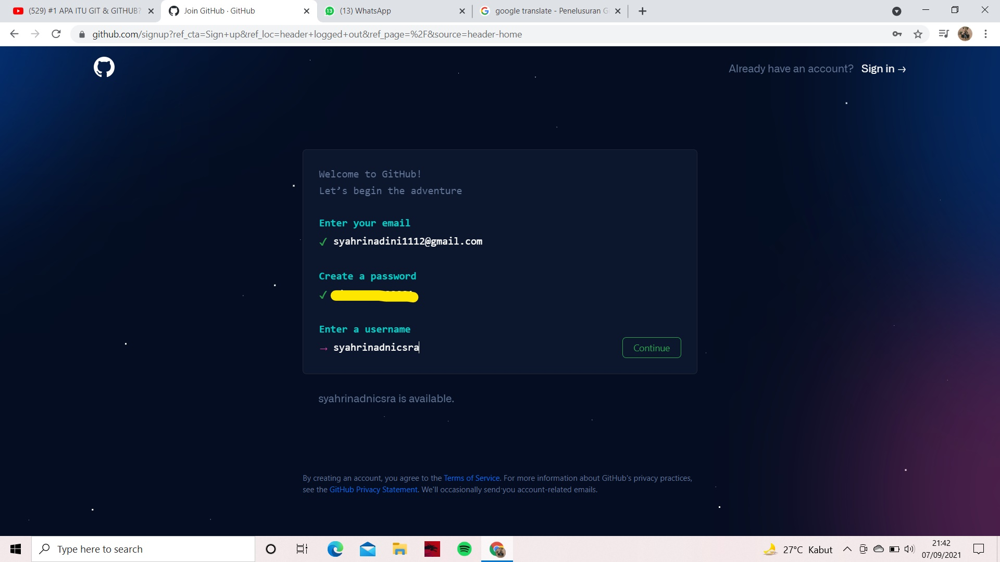 (529) #1 APA ITU GIT & GITHUB?
Join GitHub · GitHub
13
(13) WhatsApp
google translate - Penelusuran G
github.com/signup?ref_cta=Sign+up&ref_loc=header+logged+out&ref_page=%2F&source=header-home
Already have an account? Sign in →
Welcome to GitHub!
Let’s begin the adventure
Enter your email
✓ syahrinadini1112@gmail.com
Create a password
✓
Enter a username
→ syahrinadnicsra
Continue
syahrinadnicsra is available.
By creating an account, you agree to the Terms of Service. For more information about GitHub's privacy practices,
see the GitHub Privacy Statement. We'll occasionally send you account-related emails.
Type here to search
27°C Kabut
21:42
07/09/2021